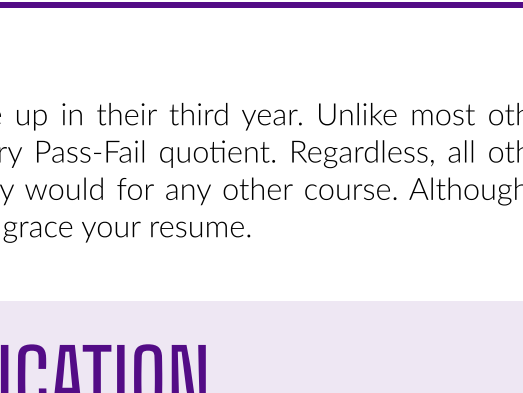 up in their third year. Unlike most oth
ry Pass-Fail quotient. Regardless, all oth
y would for any other course. Although
grace your resume.
ICATION